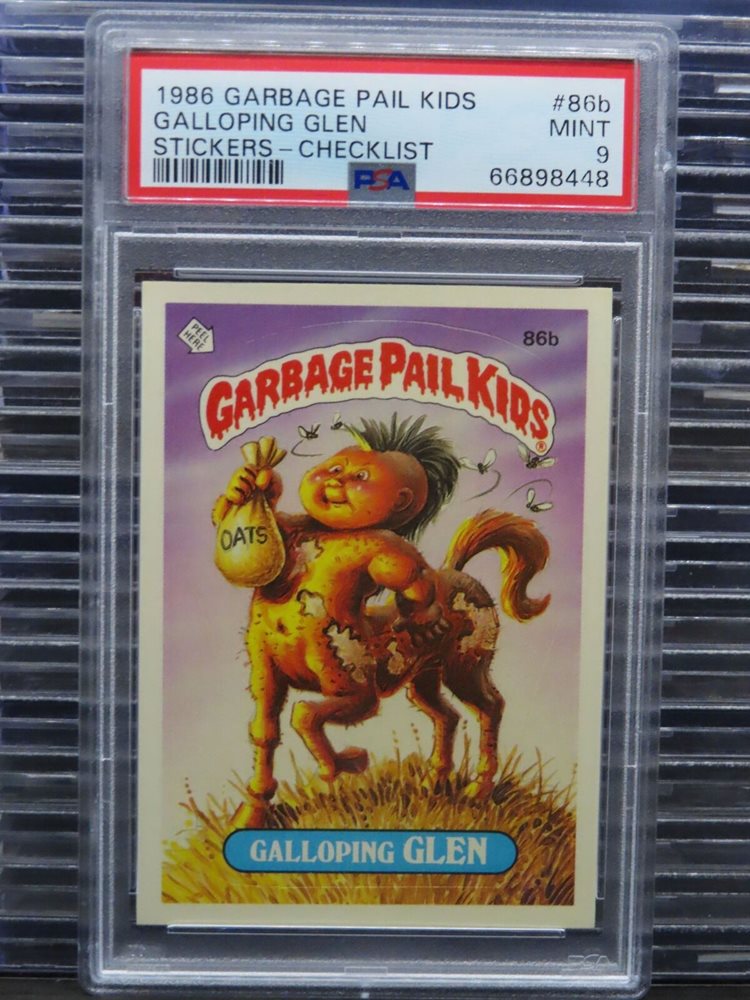 1986 GARBAGE PAIL KIDS #86b
GALLOPING GLEN MINT
STICKERS - CHECKLIST 9
PSA 66898448
PEEL
HERE
86b
GARBAGE PAIL KIDS
®
OATS
GALLOPING GLEN
PSA